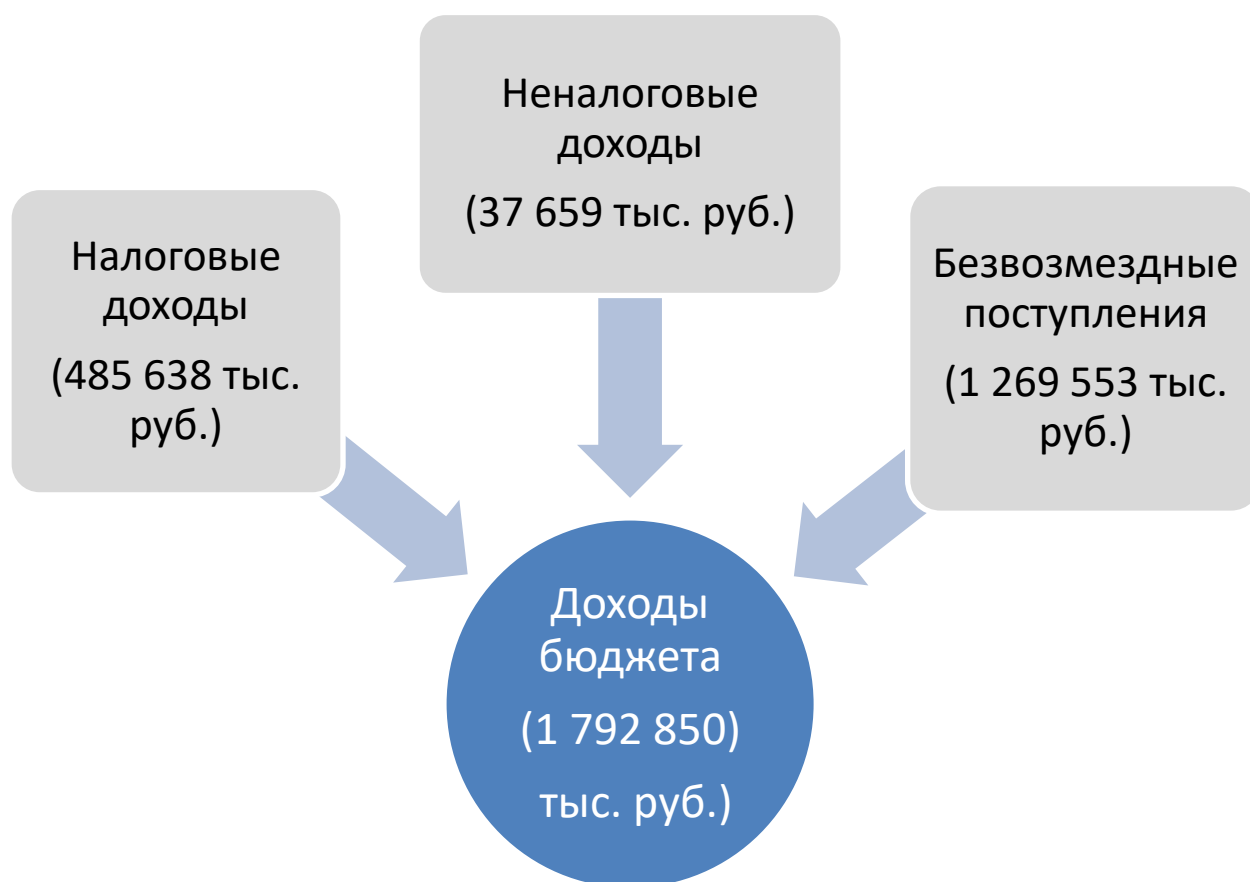 Неналоговые
доходы
(37 659 тыс. руб.)
Налоговые
доходы
(485 638 тыс.
руб.)
Безвозмездные
поступления
(1 269 553 тыс.
руб.)
Доходы
бюджета
(1 792 850)
тыс. руб.)